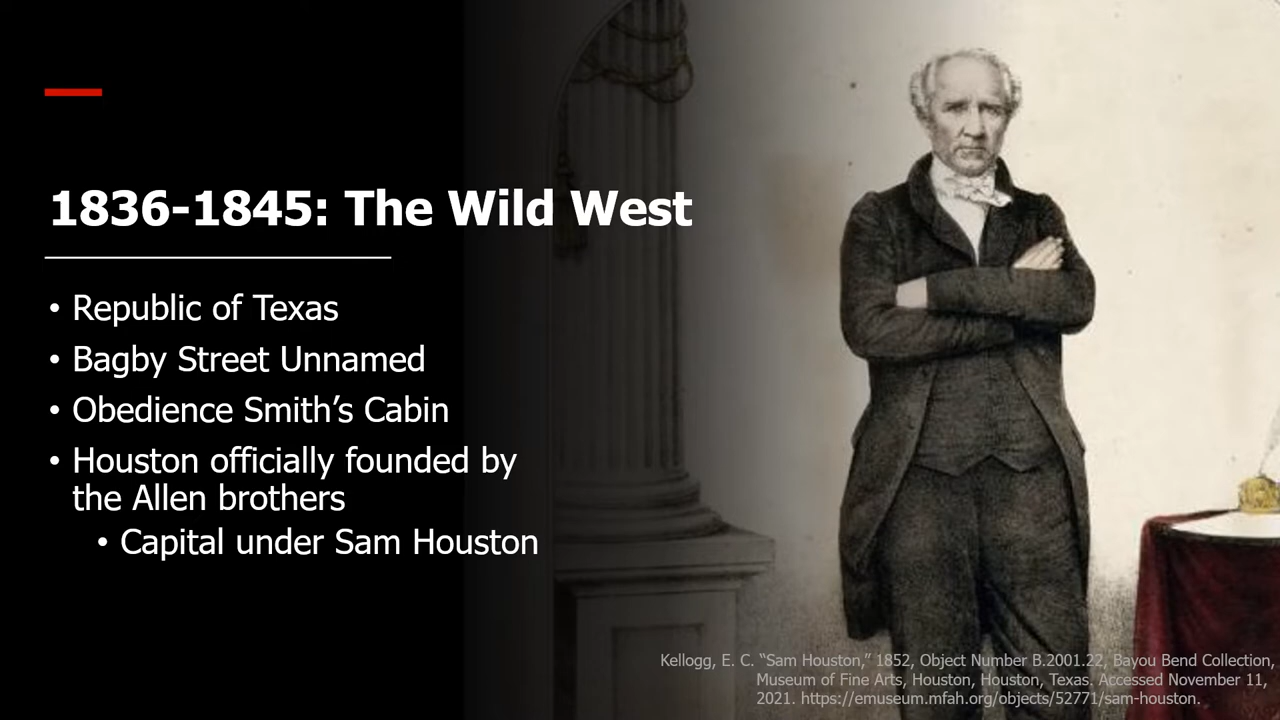 1836-1845: The Wild West
• Republic of Texas
• Bagby Street Unnamed
• Obedience Smith’s Cabin
• Houston officially founded by
the Allen brothers
• Capital under Sam Houston
Kellogg, E. C. “Sam Houston,” 1852, Object Number B.2001.22, Bayou Bend Collection,
Museum of Fine Arts, Houston, Houston, Texas. Accessed November 11,
2021. https://emuseum.mfah.org/objects/52771/sam-houston.